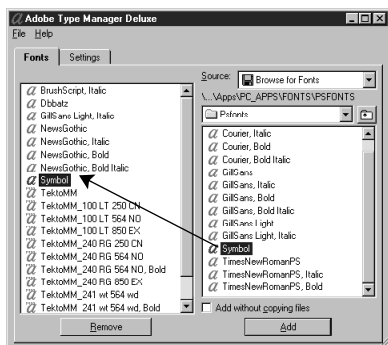 Adobe Type Manager Deluxe
File Help
Fonts Settings
BrushScript, Italic
Dbbatz
GillSans Light, Italic
NewsGothic
NewsGothic, Italic
NewsGothic, Bold
NewsGothic, Bold Italic
Symbol
TektoMM
TektoMM_100 LT 250 CN
TektoMM_100 LT 564 NO
TektoMM_100 LT 850 EX
TektoMM_240 RG 250 CN
TektoMM_240 RG 564 NO
TektoMM_240 RG 564 NO, Bold
TektoMM_240 RG 850 EX
TektoMM_241 wt 564 wd
TektoMM_241 wt 564 wd, Bold
Remove
Source: Browse for Fonts
\...\Apps\PC_APPS\FONTS\PSFONTS
Psfonts
Courier, Italic
Courier, Bold
Courier, Bold Italic
GillSans
GillSans, Italic
GillSans, Bold
GillSans, Bold Italic
GillSans Light
GillSans Light, Italic
Symbol
TimesNewRomanPS
TimesNewRomanPS, Italic
TimesNewRomanPS, Bold
Add without copying files
Add